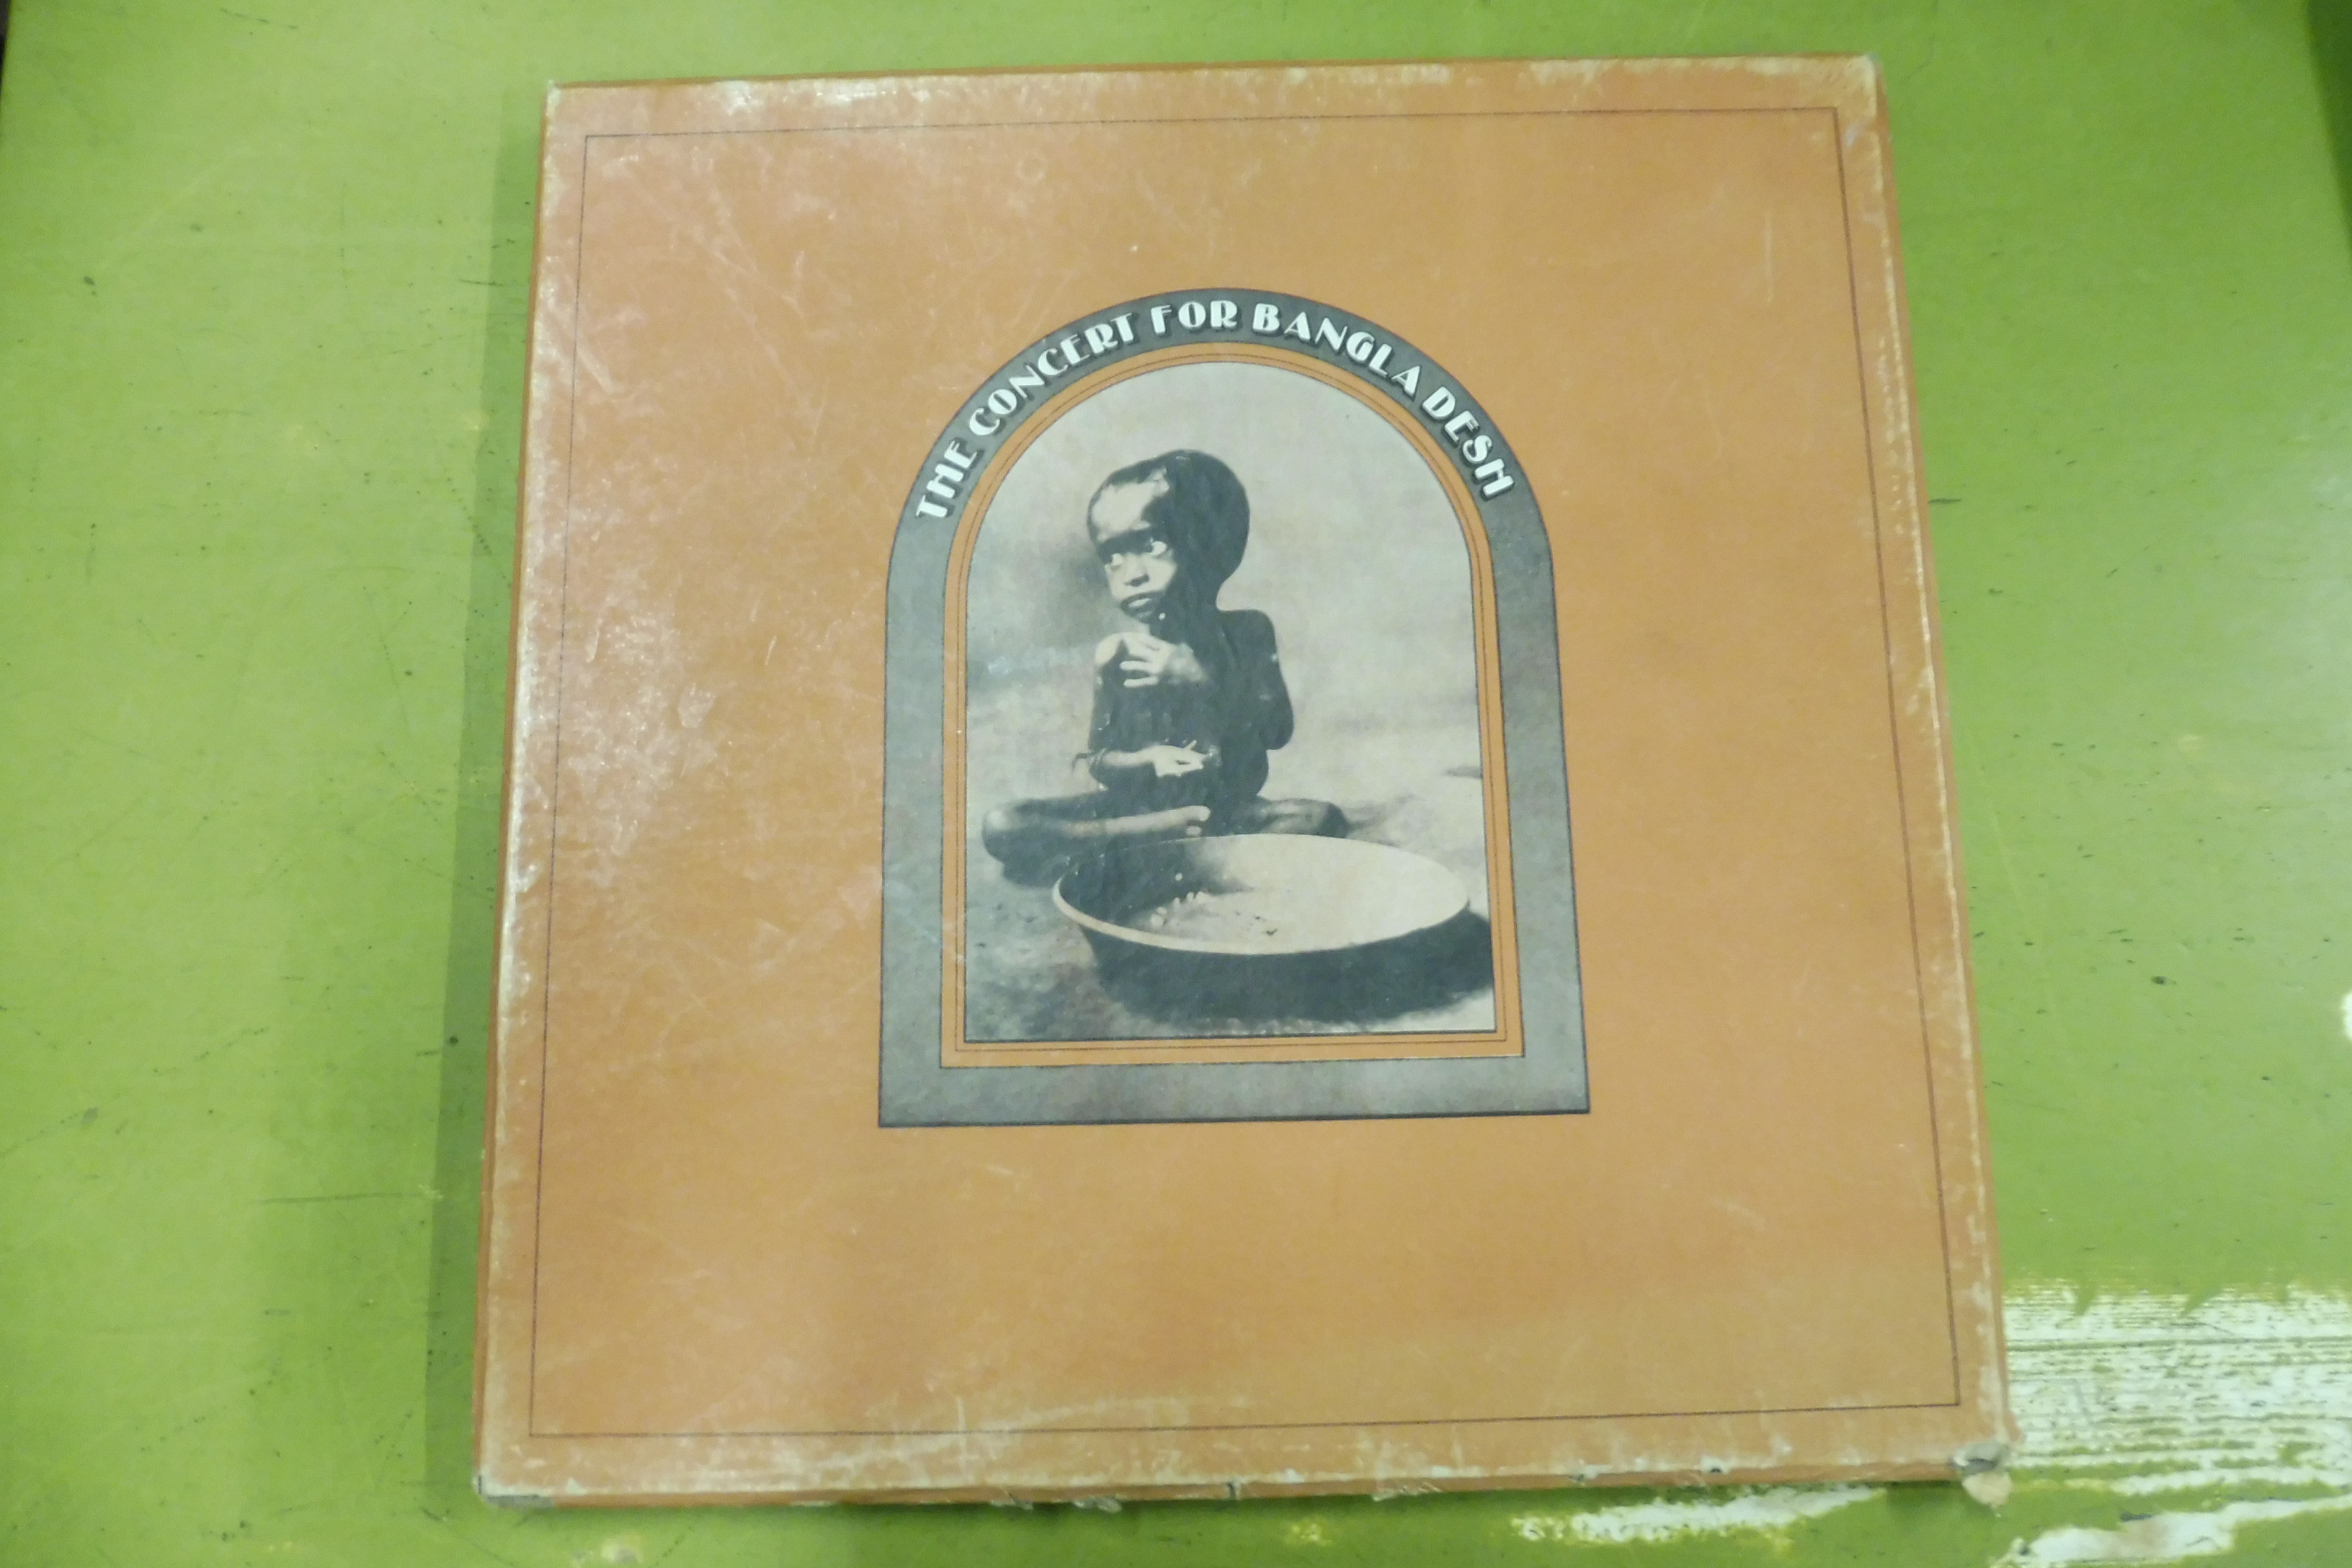 THE CONCERT FOR BANGLA DESH